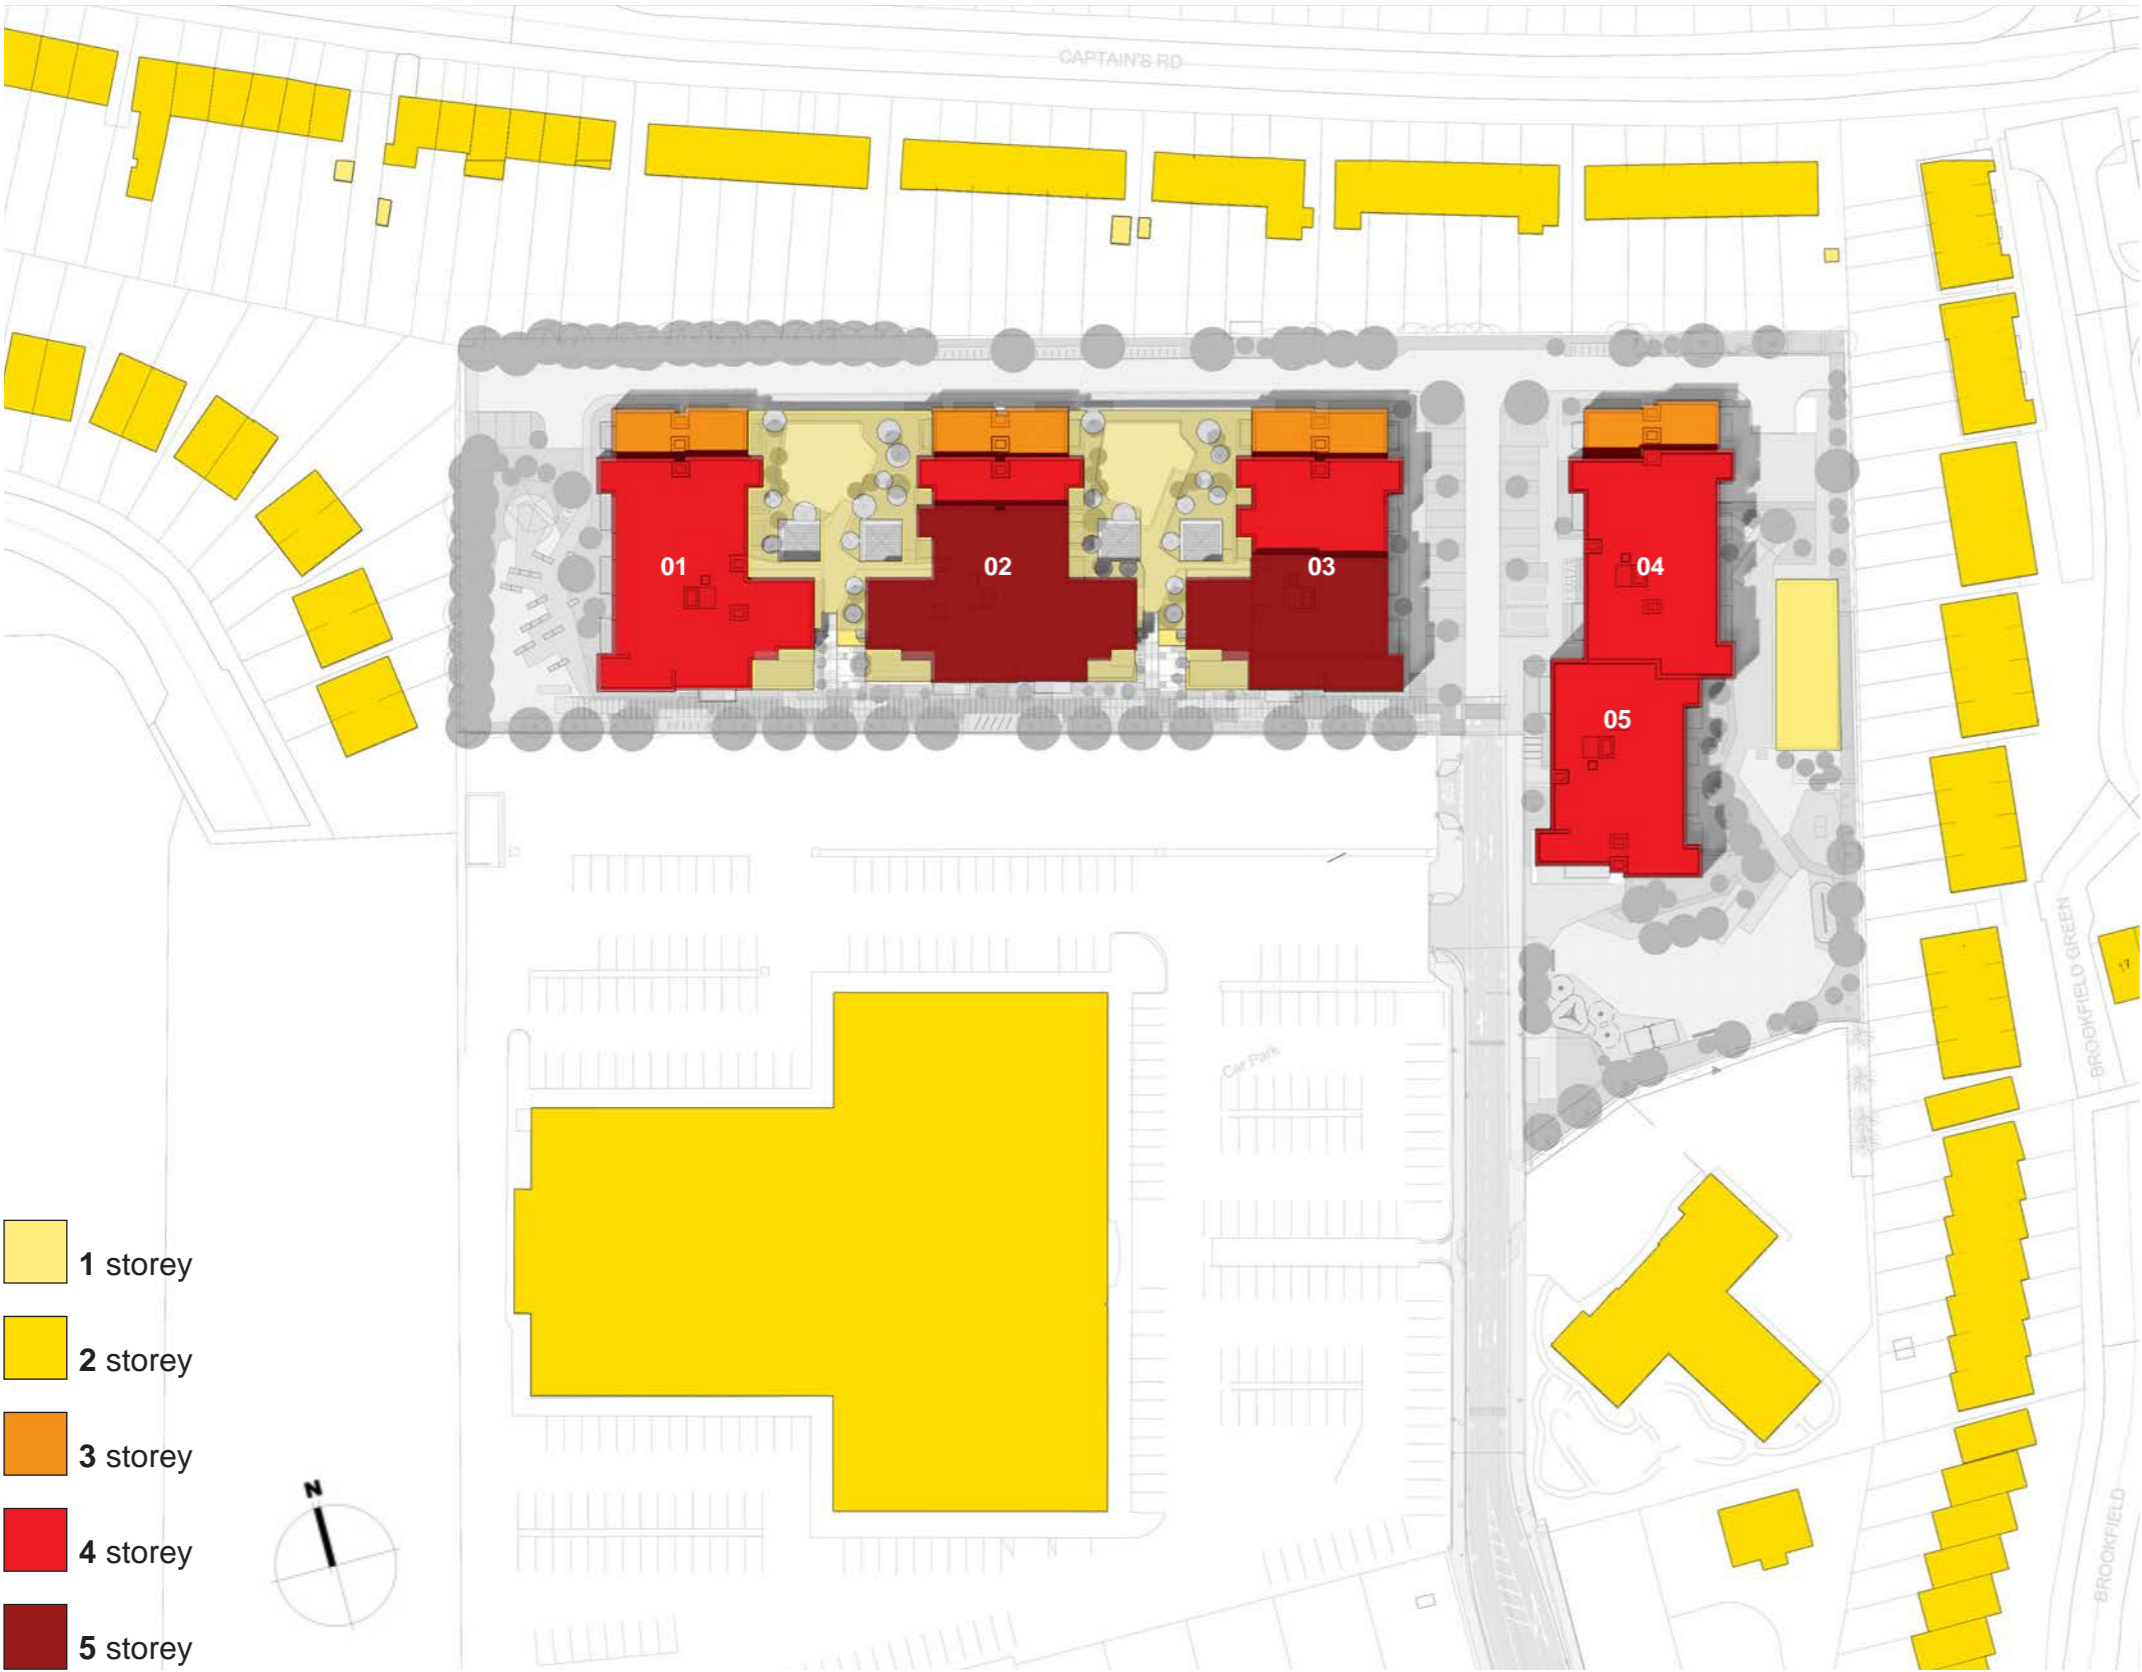 CAPTAIN'S RD
01
02
03
04
05
BROOKFIELD GREEN
17
Car Park
1 storey
2 storey
3 storey
4 storey
5 storey
N
BROOKFIELD